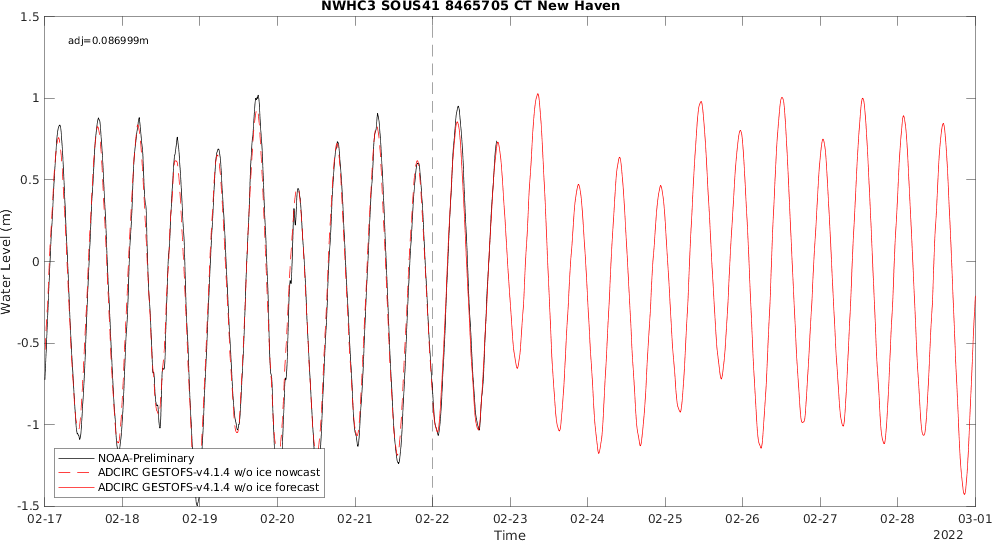 NWHC3 SOUS41 8465705 CT New Haven
adj=0.086999m
1.5
1
0.5
0
-0.5
-1
-1.5
Water Level (m)
NOAA-Preliminary
ADCIRC GESTOFS-v4.1.4 w/o ice nowcast
ADCIRC GESTOFS-v4.1.4 w/o ice forecast
02-17 02-18 02-19 02-20 02-21 02-22 02-23 02-24 02-25 02-26 02-27 02-28 03-01
Time
2022